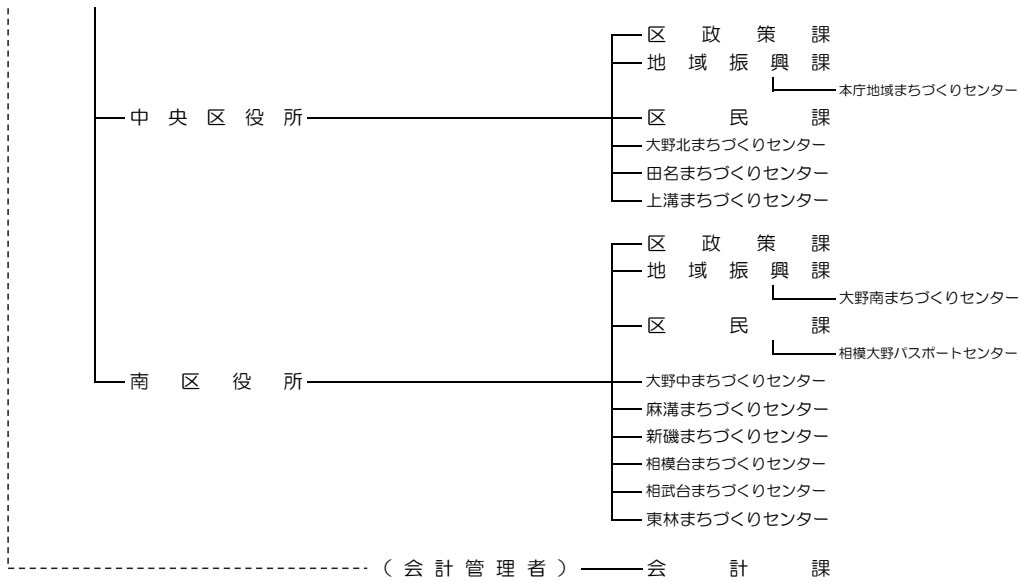 区政策課
地域振興課
本庁地域まちづくりセンター
中央区役所
区民課
大野北まちづくりセンター
田名まちづくりセンター
上溝まちづくりセンター
区政策課
地域振興課
大野南まちづくりセンター
区民課
相模大野パスポートセンター
南区役所
大野中まちづくりセンター
麻溝まちづくりセンター
新磯まちづくりセンター
相模台まちづくりセンター
相武台まちづくりセンター
東林まちづくりセンター
(会計管理者)
会計課